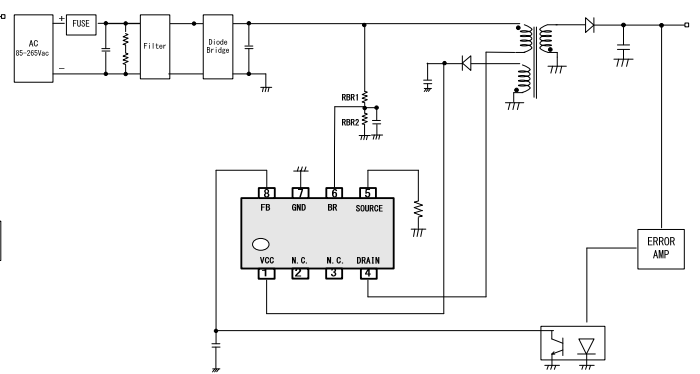 +
FUSE
AC
85-265Vac
−
Filter
Diode
Bridge
RBR1
RBR2
8 7 6 5
FB GND BR SOURCE
VCC N.C. N.C. DRAIN
1 2 3 4
ERROR
AMP